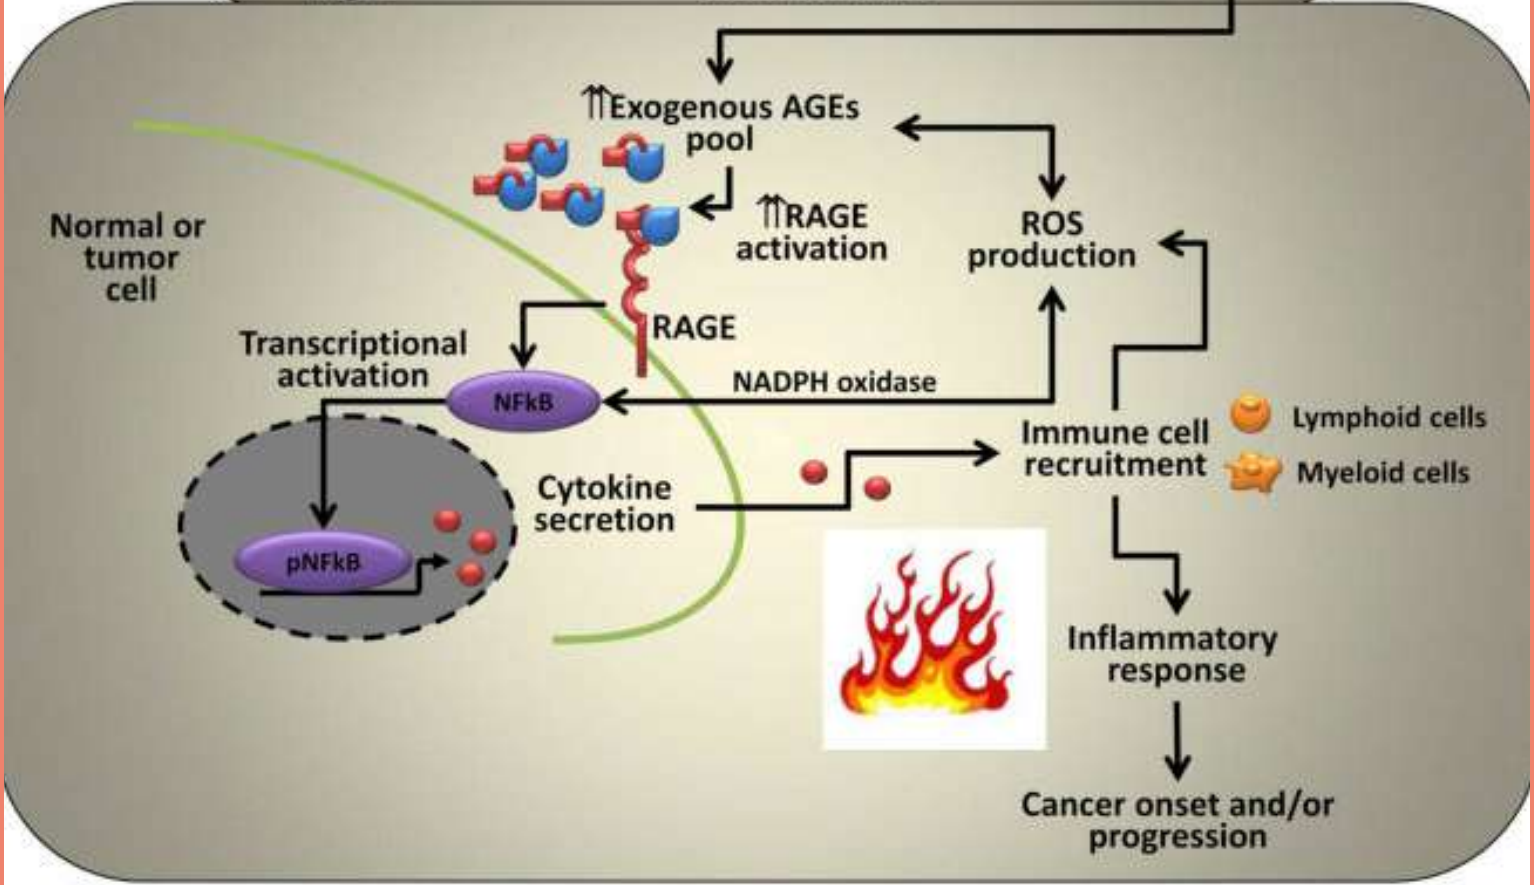 ⇈Exogenous AGEs
pool
Normal or
tumor
cell
⇈RAGE
activation
ROS
production
RAGE
Transcriptional
activation
NADPH oxidase
NFkB
Immune cell
recruitment
Lymphoid cells
Myeloid cells
Cytokine
secretion
pNFkB
Inflammatory
response
Cancer onset and/or
progression